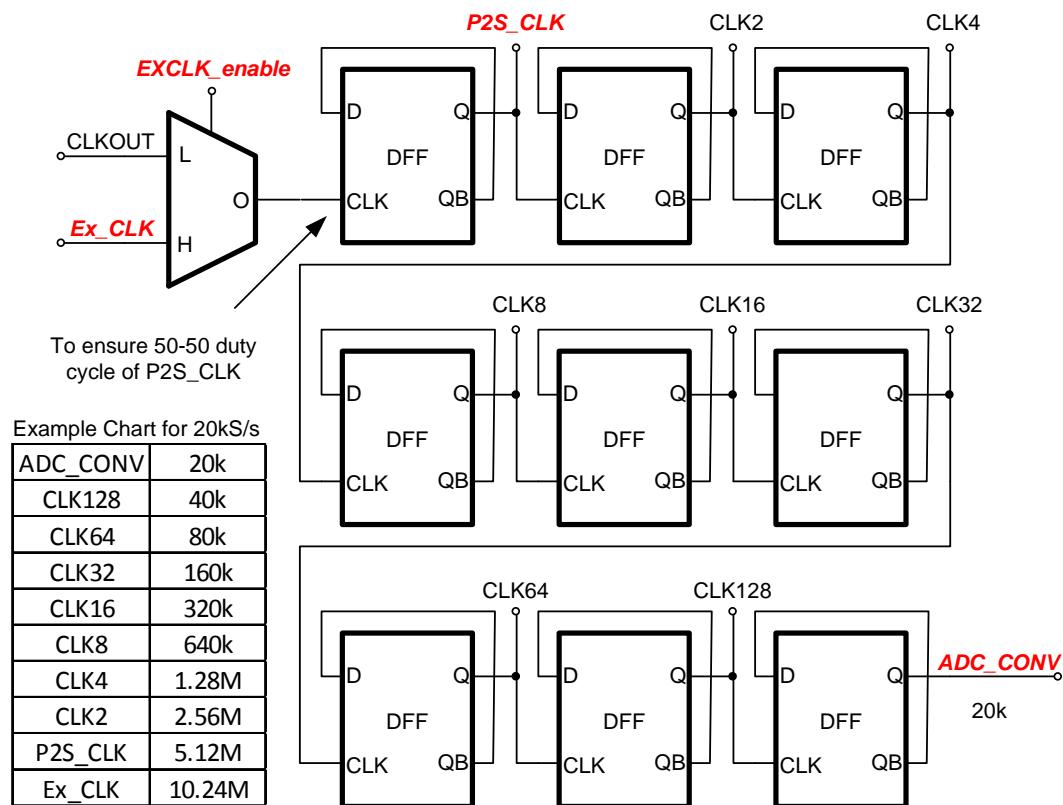 P2S_CLK
CLK2
CLK4
EXCLK_enable
D
Q
DFF
CLK
QB
D
Q
DFF
CLK
QB
D
Q
DFF
CLK
QB
CLKOUT
L
O
Ex_CLK
H
To ensure 50-50 duty
cycle of P2S_CLK
CLK8
CLK16
CLK32
D
Q
DFF
CLK
QB
D
Q
DFF
CLK
QB
D
Q
DFF
CLK
QB
Example Chart for 20kS/s
ADC_CONV 20k
CLK128 40k
CLK64 80k
CLK32 160k
CLK16 320k
CLK8 640k
CLK4 1.28M
CLK2 2.56M
P2S_CLK 5.12M
Ex_CLK 10.24M
CLK64
CLK128
D
Q
DFF
CLK
QB
D
Q
DFF
CLK
QB
D
Q
DFF
CLK
QB
ADC_CONV
20k